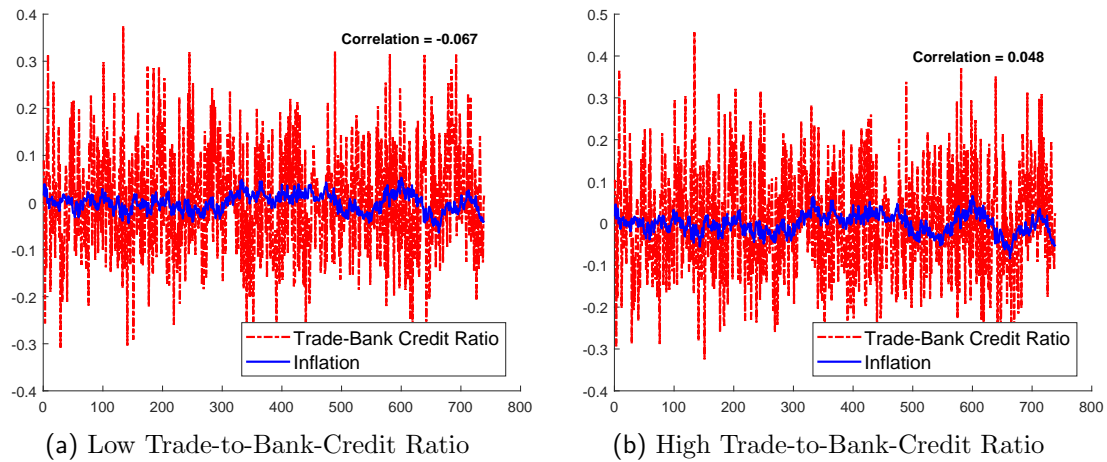 0.4
0.3
0.2
0.1
0
-0.1
-0.2
-0.3
-0.4
Correlation = -0.067
Trade-Bank Credit Ratio
Inflation
0 100 200 300 400 500 600 700 800
(a) Low Trade-to-Bank-Credit Ratio
0.5
0.4
0.3
0.2
0.1
0
-0.1
-0.2
-0.3
-0.4
Correlation = 0.048
Trade-Bank Credit Ratio
Inflation
0 100 200 300 400 500 600 700 800
(b) High Trade-to-Bank-Credit Ratio